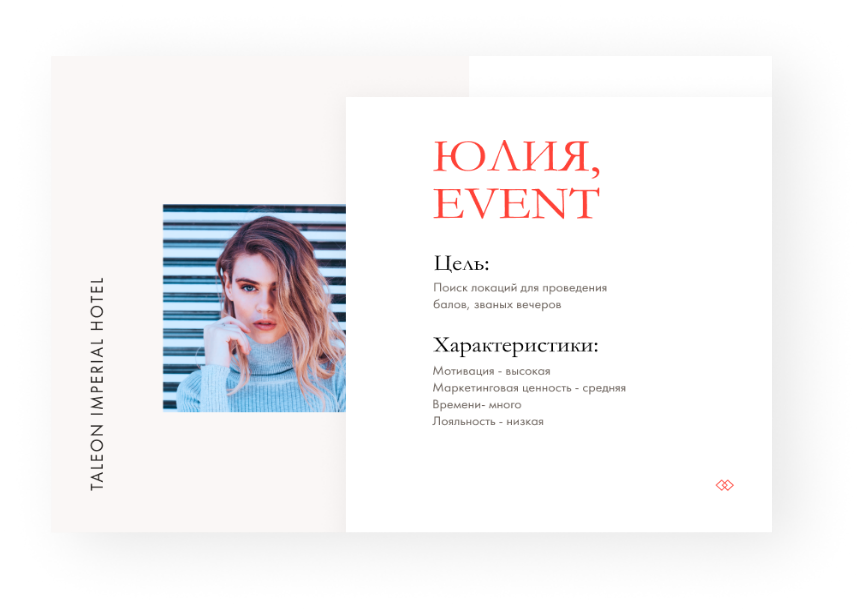 TALEON IMPERIAL HOTEL
ЮЛИЯ,
EVENT
Цель:
Поиск локаций для проведения
балов, званых вечеров
Характеристики:
Мотивация - высокая
Маркетинговая ценность - средняя
Времени- много
Лояльность - низкая